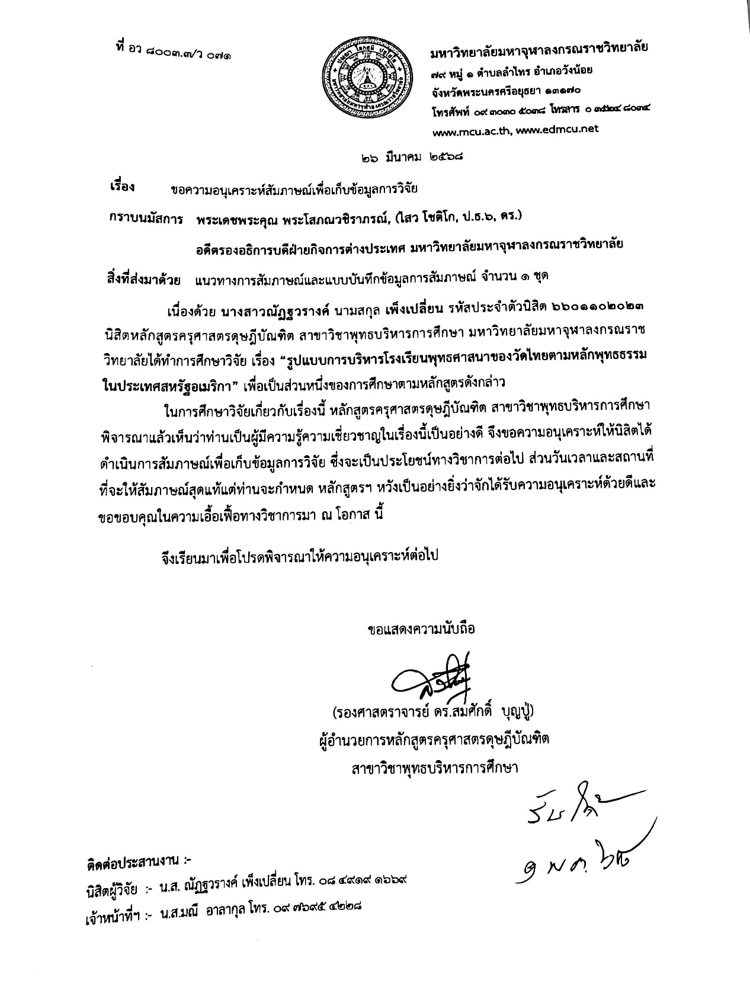 ที่ อว ๘๐๐๓.๓/ว ๐๗๑
มหาวิทยาลัยมหาจุฬาลงกรณราชวิทยาลัย
๗๙ หมู่ ๑ ตำบลลำไทร อำเภอวังน้อย
จังหวัดพระนครศรีอยุธยา ๑๓๑๗๐
โทรศัพท์ ๐๙ ๓๐๓๐ ๕๐๓๘ โทรสาร ๐ ๓๕๒๔ ๘๐๓๔
www.mcu.ac.th, www.edmcu.net
๒๖ มีนาคม ๒๕๖๘
เรื่อง ขอความอนุเคราะห์สัมภาษณ์เพื่อเก็บข้อมูลการวิจัย
กราบนมัสการ พระเดชพระคุณ พระโสภณวชิราภรณ์, (ไสว โชติโก, ป.ธ.๖, ดร.)
อดีตรองอธิการบดีฝ่ายกิจการต่างประเทศ มหาวิทยาลัยมหาจุฬาลงกรณราชวิทยาลัย
สิ่งที่ส่งมาด้วย แนวทางการสัมภาษณ์และแบบบันทึกข้อมูลการสัมภาษณ์ จำนวน ๑ ชุด
เนื่องด้วย นางสาวณัฏฐวรางค์ นามสกุล เพ็งเปลี่ยน รหัสประจำตัวนิสิต ๖๖๐๑๑๐๒๐๒๓
นิสิตหลักสูตรครุศาสตรดุษฎีบัณฑิต สาขาวิชาพุทธบริหารการศึกษา มหาวิทยาลัยมหาจุฬาลงกรณราช
วิทยาลัยได้ทำการศึกษาวิจัย เรื่อง “รูปแบบการบริหารโรงเรียนพุทธศาสนาของวัดไทยตามหลักพุทธธรรม
ในประเทศสหรัฐอเมริกา” เพื่อเป็นส่วนหนึ่งของการศึกษาตามหลักสูตรดังกล่าว
ในการศึกษาวิจัยเกี่ยวกับเรื่องนี้ หลักสูตรครุศาสตรดุษฎีบัณฑิต สาขาวิชาพุทธบริหารการศึกษา
พิจารณาแล้วเห็นว่าท่านเป็นผู้มีความรู้ความเชี่ยวชาญในเรื่องนี้เป็นอย่างดี จึงขอความอนุเคราะห์ให้นิสิตได้
ดำเนินการสัมภาษณ์เพื่อเก็บข้อมูลการวิจัย ซึ่งจะเป็นประโยชน์ทางวิชาการต่อไป ส่วนวันเวลาและสถานที่
ที่จะให้สัมภาษณ์สุดแท้แต่ท่านจะกำหนด หลักสูตรฯ หวังเป็นอย่างยิ่งว่าจักได้รับความอนุเคราะห์ด้วยดีและ
ขอขอบคุณในความเอื้อเฟื้อทางวิชาการมา ณ โอกาส นี้
จึงเรียนมาเพื่อโปรดพิจารณาให้ความอนุเคราะห์ต่อไป
ขอแสดงความนับถือ
(รองศาสตราจารย์ ดร.สมศักดิ์ บุญปู่)
ผู้อำนวยการหลักสูตรครุศาสตรดุษฎีบัณฑิต
สาขาวิชาพุทธบริหารการศึกษา
ติดต่อประสานงาน :-
นิสิตผู้วิจัย :- น.ส. ณัฏฐวรางค์ เพ็งเปลี่ยน โทร. ๐๘ ๔๙๑๙ ๑๖๖๙
เจ้าหน้าที่ฯ :- น.ส.มณี อาลากุล โทร. ๐๙ ๗๖๙๕ ๔๒๒๘